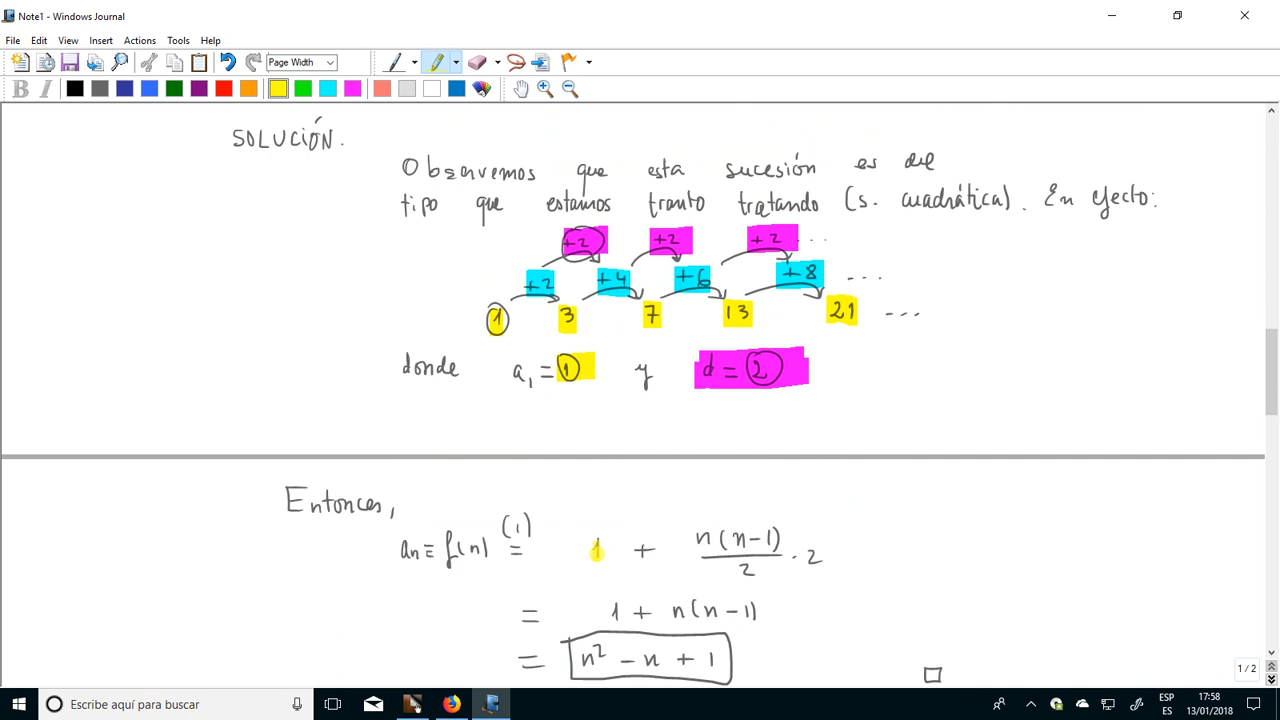 Note1 - Windows Journal
File Edit View Insert Actions Tools Help
Page Width
B I
SOLUCIÓN.
Observemos que esta sucesión es del
tipo que estamos tranto tratando (s. cuadrática). En efecto:
+2 +2 +2 ...
+2 +4 +6 +8 ...
1 3 7 13 21 ...
donde a₁ = 1 y d = 2
Entonces,
an ≡ f(n) = (1) 1 + n(n-1)/2 · 2
= 1 + n(n-1)
= n² - n + 1
1 / 2
Escribe aquí para buscar
ESP 17:58
ES 13/01/2018